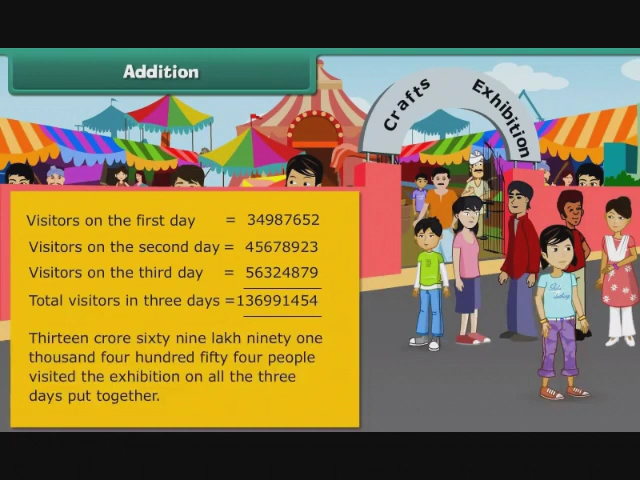 Addition
Crafts Exhibition
Visitors on the first day = 34987652
Visitors on the second day = 45678923
Visitors on the third day = 56324879
Total visitors in three days =136991454
Thirteen crore sixty nine lakh ninety one
thousand four hundred fifty four people
visited the exhibition on all the three
days put together.